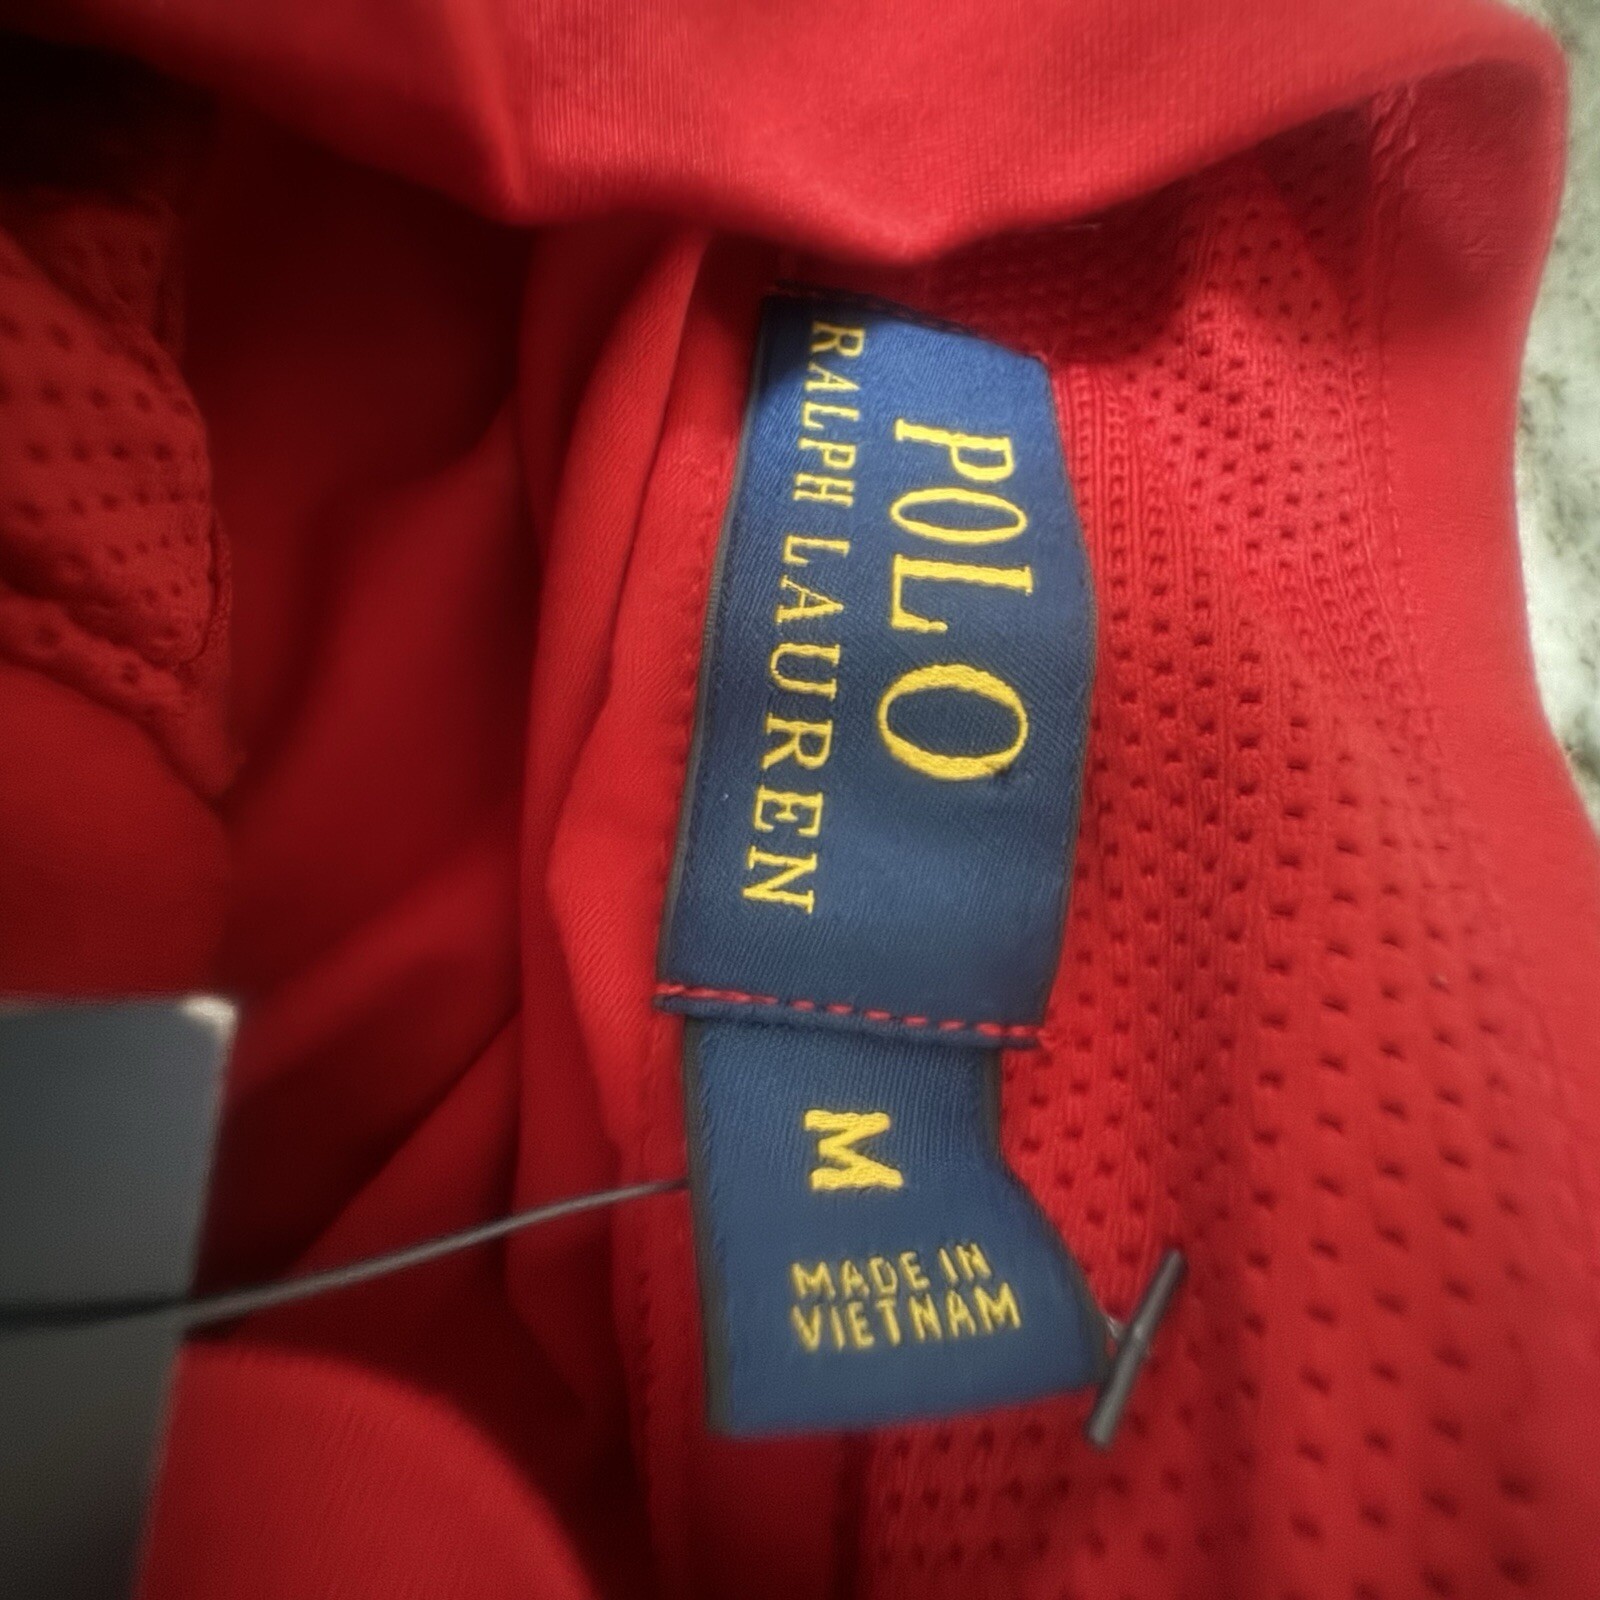 POLO
RALPH LAUREN
M
MADE IN
VIETNAM